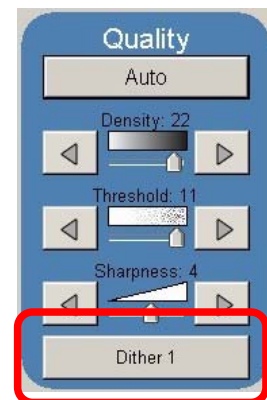 Quality
Auto
Density: 22
Threshold: 11
Sharpness: 4
Dither 1